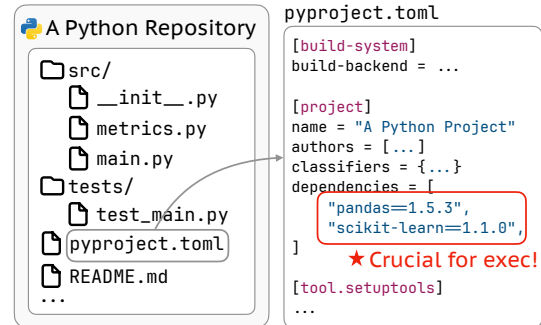 A Python Repository
src/
__init__.py
metrics.py
main.py
tests/
test_main.py
pyproject.toml
README.md
...
pyproject.toml
[build-system]
build-backend = ...
[project]
name = "A Python Project"
authors = [...]
classifiers = {...}
dependencies = [
"pandas==1.5.3",
"scikit-learn==1.1.0",
]
★Crucial for exec!
[tool.setuptools]
...